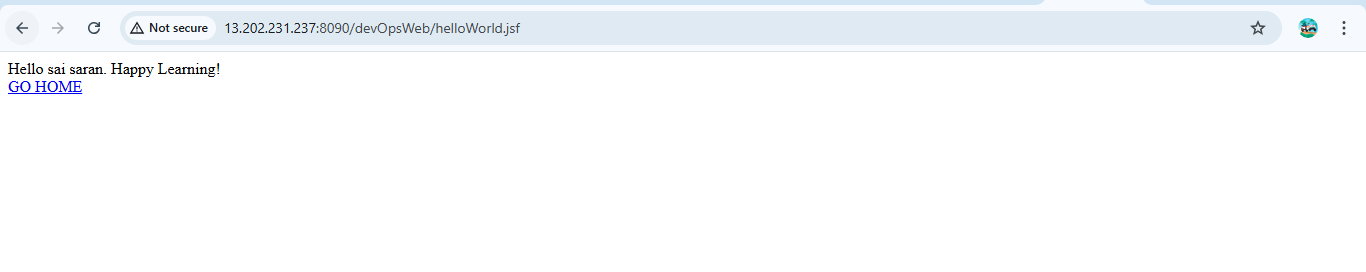 Not secure 13.202.231.237:8090/devOpsWeb/helloWorld.jsf
Hello sai saran. Happy Learning!
GO HOME